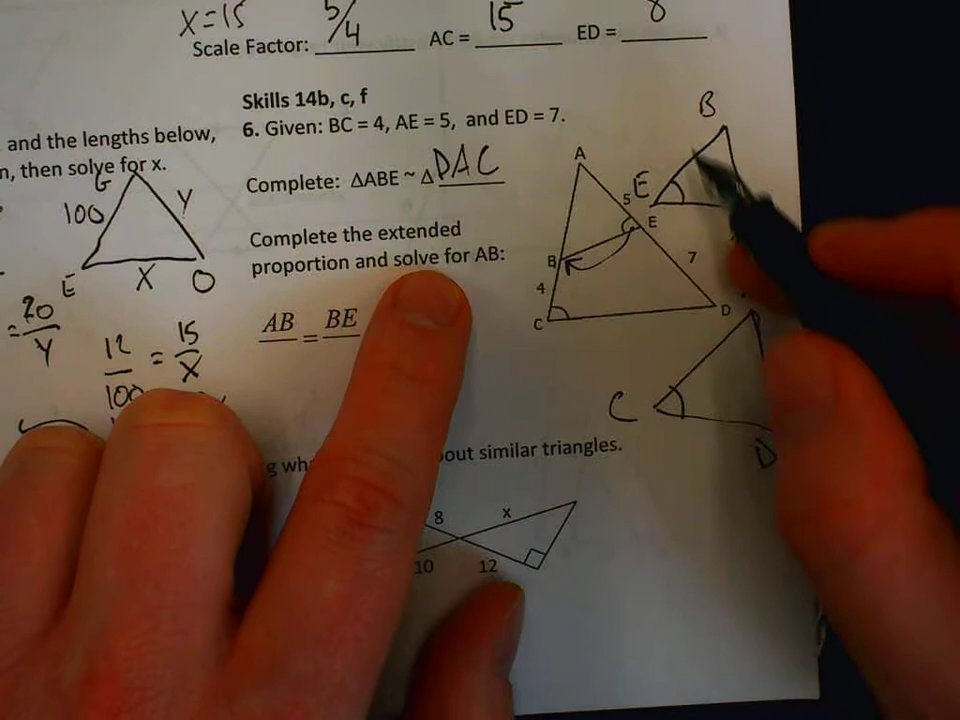 X=15
Scale Factor: 5/4 AC = 15 ED = 8
Skills 14b, c, f
and the lengths below,
6. Given: BC = 4, AE = 5, and ED = 7.
n, then solve for x.
Complete: ΔABE ~ Δ DAC
G
100 Y
E X O
Complete the extended
proportion and solve for AB:
AB = BE
= 20/Y
12/100 = 15/X
A
5
E
B
7
4
C
D
B
E
C
D
g wh
out similar triangles.
8 x
10 12